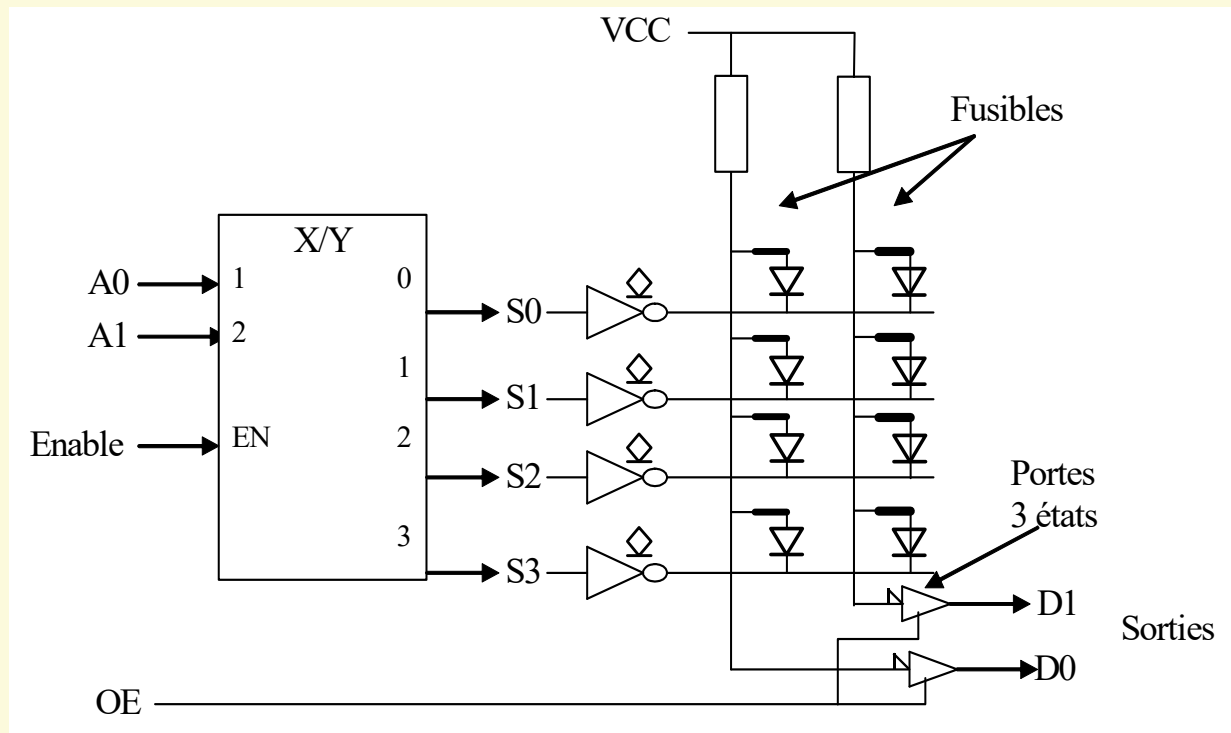 VCC
Fusibles
X/Y
A0
1
0
A1
2
S0
1
S1
Enable
EN
2
S2
Portes
3 états
3
S3
D1
Sorties
D0
OE